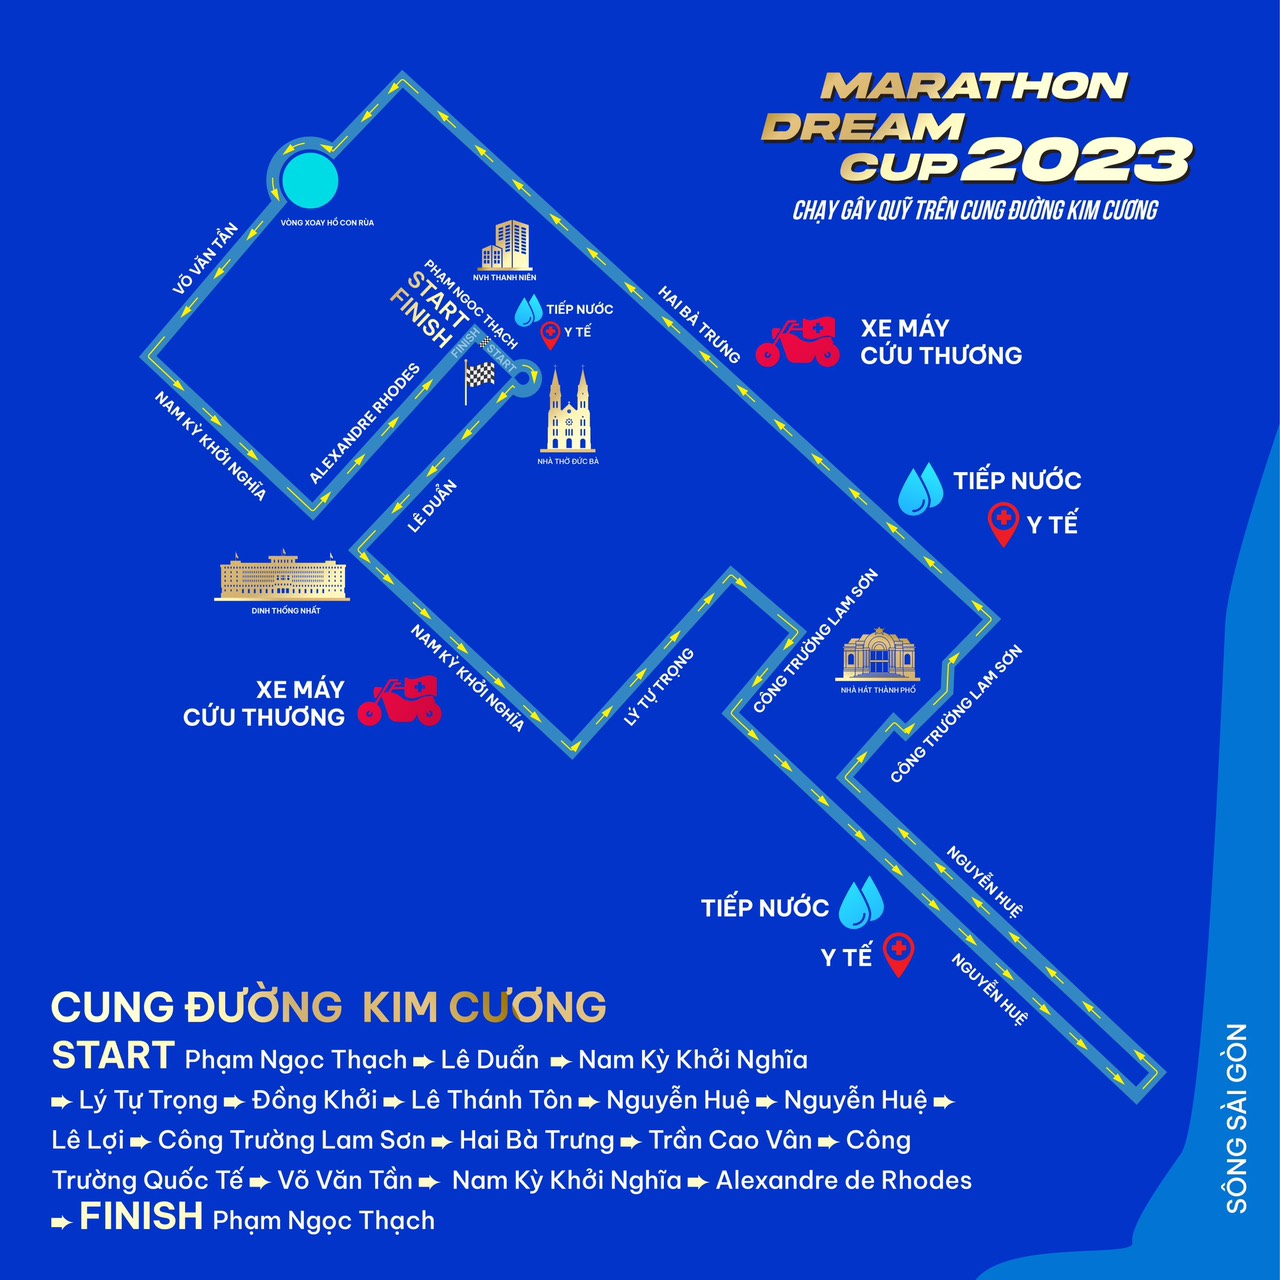 MARATHON
DREAM
CUP 2023
CHẠY GÂY QUỸ TRÊN CUNG ĐƯỜNG KIM CƯƠNG
VÒNG XOAY HỒ CON RÙA
VÕ VĂN TẦN
NVH THANH NIÊN
PHẠM NGỌC THẠCH
START
FINISH
TIẾP NƯỚC
Y TẾ
FINISH
START
HAI BÀ TRƯNG
XE MÁY
CỨU THƯƠNG
NAM KỲ KHỞI NGHĨA
ALEXANDRE RHODES
NHÀ THỜ ĐỨC BÀ
LÊ DUẨN
TIẾP NƯỚC
Y TẾ
DINH THỐNG NHẤT
NAM KỲ KHỞI NGHĨA
LÝ TỰ TRỌNG
CÔNG TRƯỜNG LAM SƠN
NHÀ HÁT THÀNH PHỐ
CÔNG TRƯỜNG LAM SƠN
XE MÁY
CỨU THƯƠNG
NGUYỄN HUỆ
TIẾP NƯỚC
Y TẾ
NGUYỄN HUỆ
SÔNG SÀI GÒN
CUNG ĐƯỜNG KIM CƯƠNG
START Phạm Ngọc Thạch ➨ Lê Duẩn ➨ Nam Kỳ Khởi Nghĩa
➨ Lý Tự Trọng ➨ Đồng Khởi ➨ Lê Thánh Tôn ➨ Nguyễn Huệ ➨ Nguyễn Huệ ➨
Lê Lợi ➨ Công Trường Lam Sơn ➨ Hai Bà Trưng ➨ Trần Cao Vân ➨ Công
Trường Quốc Tế ➨ Võ Văn Tần ➨ Nam Kỳ Khởi Nghĩa ➨ Alexandre de Rhodes
➨ FINISH Phạm Ngọc Thạch